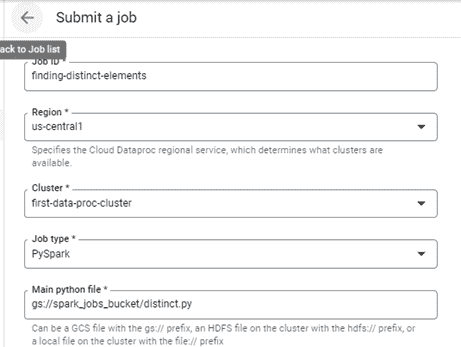 Submit a job
ack to Job list
Job ID *
finding-distinct-elements
Region *
us-central1
Specifies the Cloud Dataproc regional service, which determines what clusters are
available.
Cluster *
first-data-proc-cluster
Job type *
PySpark
Main python file *
gs://spark_jobs_bucket/distinct.py
Can be a GCS file with the gs:// prefix, an HDFS file on the cluster with the hdfs:// prefix, or
a local file on the cluster with the file:// prefix